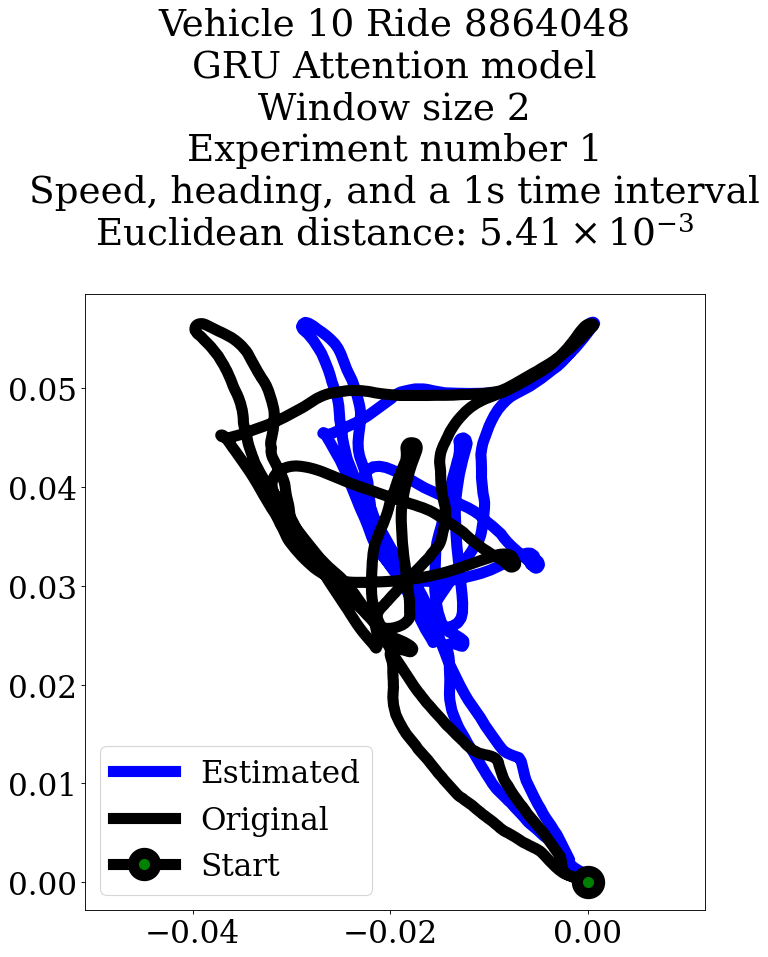 Vehicle 10 Ride 8864048
GRU Attention model
Window size 2
Experiment number 1
Speed, heading, and a 1s time interval
Euclidean distance: 5.41 × 10⁻³
0.05
0.04
0.03
0.02
0.01
0.00
Estimated
Original
Start
−0.04 −0.02 0.00